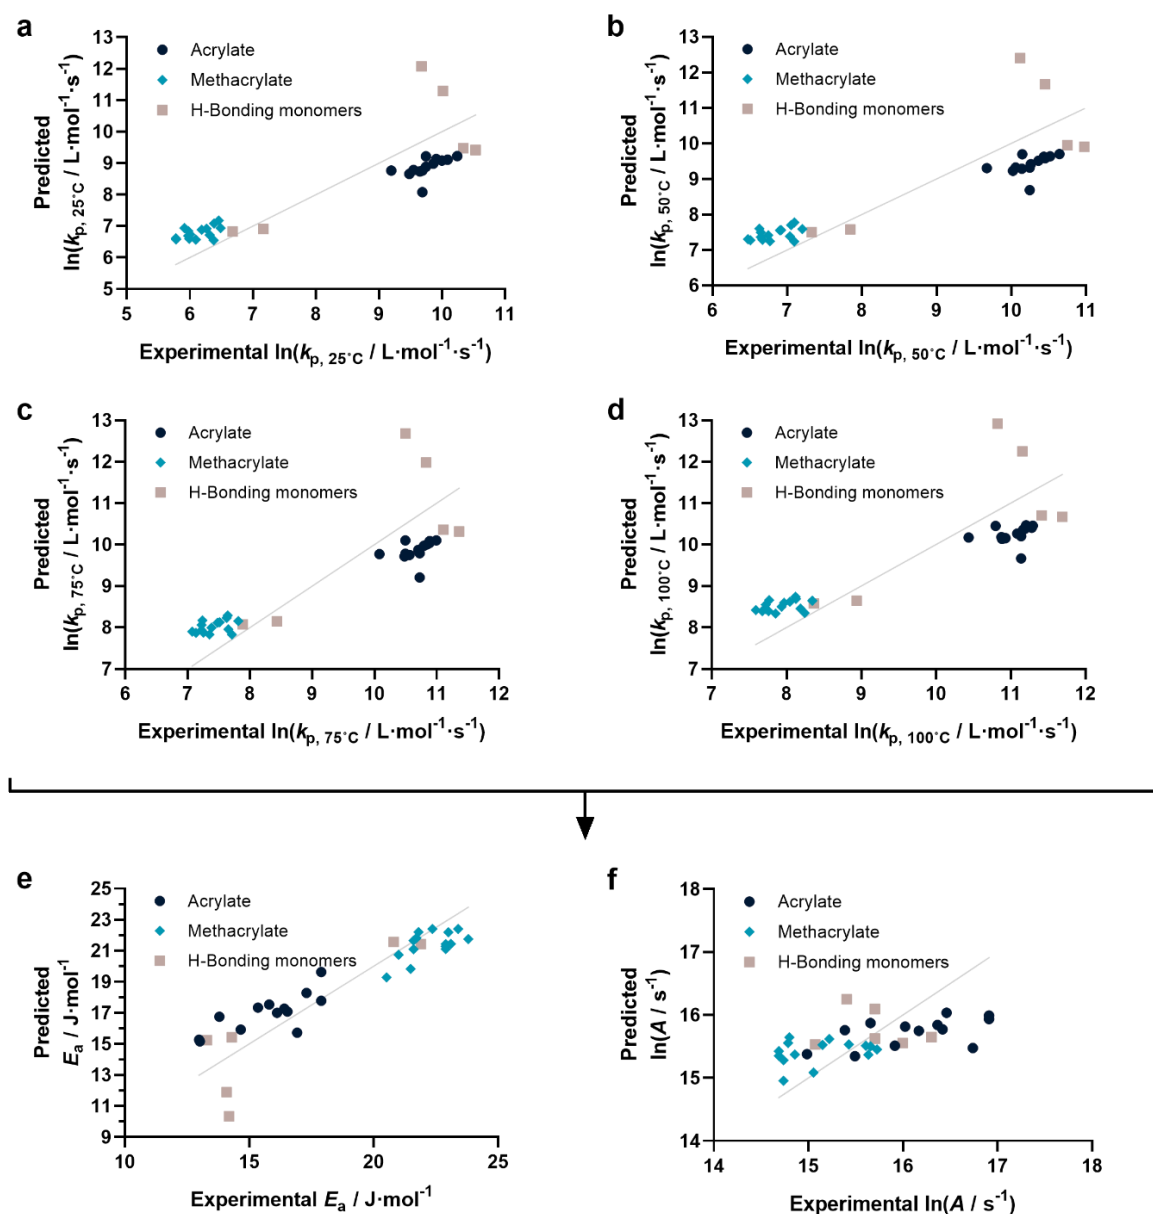 a
Predicted
ln(kp, 25°C / L·mol⁻¹·s⁻¹)
13
12
11
10
9
8
7
6
5
Acrylate
Methacrylate
H-Bonding monomers
5 6 7 8 9 10 11
Experimental ln(kp, 25°C / L·mol⁻¹·s⁻¹)
b
Predicted
ln(kp, 50°C / L·mol⁻¹·s⁻¹)
13
12
11
10
9
8
7
6
Acrylate
Methacrylate
H-Bonding monomers
6 7 8 9 10 11
Experimental ln(kp, 50°C / L·mol⁻¹·s⁻¹)
c
Predicted
ln(kp, 75°C / L·mol⁻¹·s⁻¹)
13
12
11
10
9
8
7
Acrylate
Methacrylate
H-Bonding monomers
6 7 8 9 10 11 12
Experimental ln(kp, 75°C / L·mol⁻¹·s⁻¹)
d
Predicted
ln(kp, 100°C / L·mol⁻¹·s⁻¹)
13
12
11
10
9
8
7
Acrylate
Methacrylate
H-Bonding monomers
7 8 9 10 11 12
Experimental ln(kp, 100°C / L·mol⁻¹·s⁻¹)
e
Predicted
Ea / J·mol⁻¹
25
23
21
19
17
15
13
11
9
Acrylate
Methacrylate
H-Bonding monomers
10 15 20 25
Experimental Ea / J·mol⁻¹
f
Predicted
ln(A / s⁻¹)
18
17
16
15
14
Acrylate
Methacrylate
H-Bonding monomers
14 15 16 17 18
Experimental ln(A / s⁻¹)